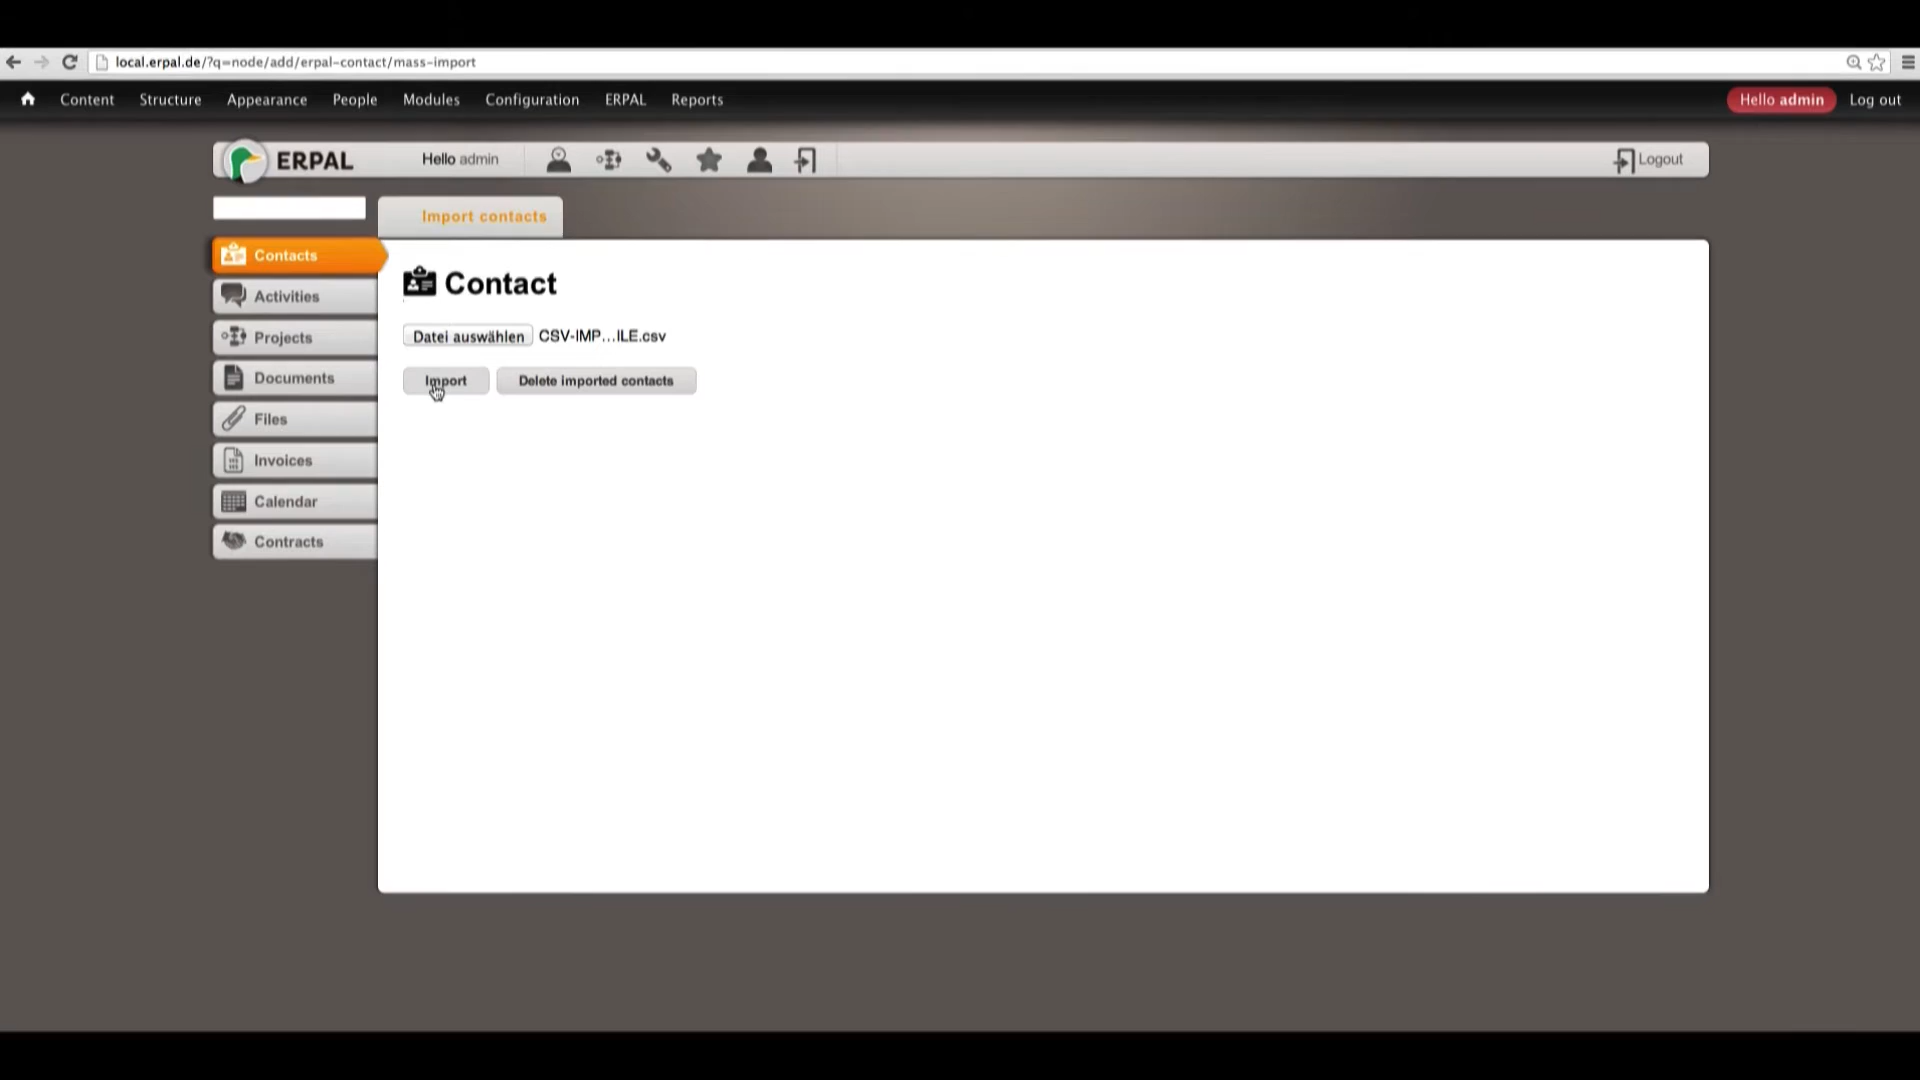 local.erpal.de/?q=node/add/erpal-contact/mass-import
Content Structure Appearance People Modules Configuration ERPAL Reports Hello admin Log out
ERPAL Hello admin Logout
Import contacts
Contacts
Activities
Projects
Documents
Files
Invoices
Calendar
Contracts
Contact
Datei auswählen CSV-IMP...ILE.csv
Import Delete imported contacts